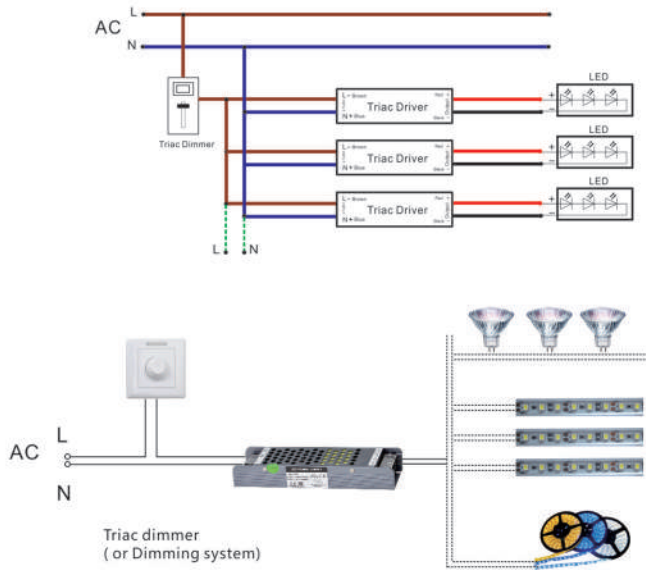 L
AC
N
LED
L = Brown
Red +
+
Triac Driver
N = Blue
Black -
−
Triac Dimmer
LED
L = Brown
Red +
+
Triac Driver
N = Blue
Black -
−
LED
L = Brown
Red +
+
Triac Driver
N = Blue
Black -
−
L
N
L
AC
N
Triac dimmer
( or Dimming system)